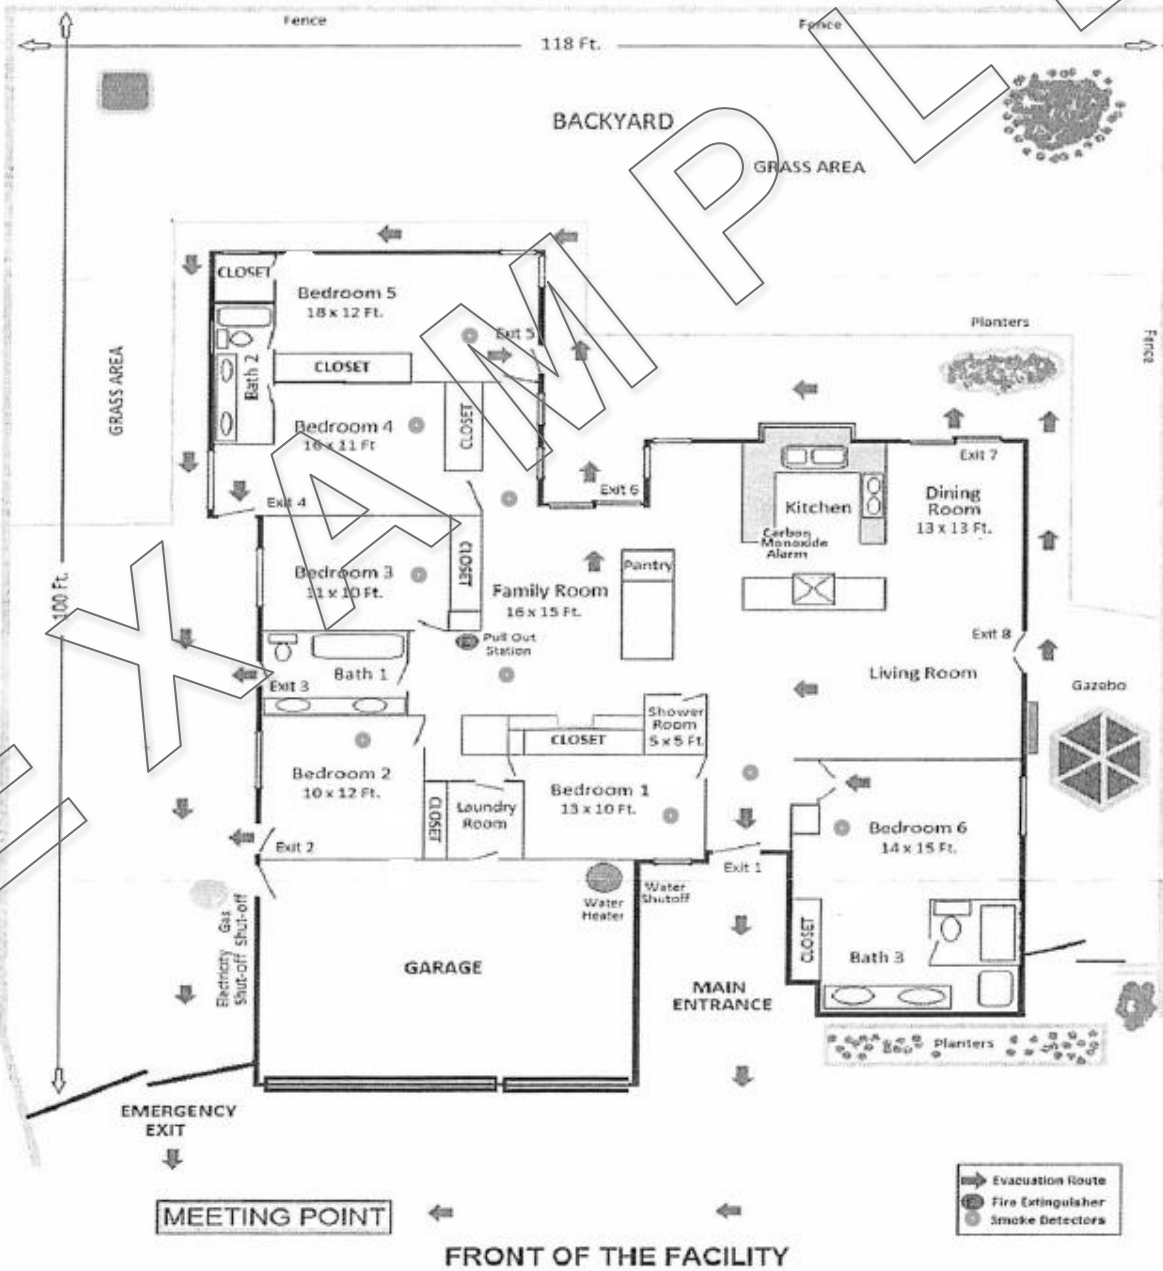 Fence
Fence
118 Ft.
BACKYARD
GRASS AREA
CLOSET
Bedroom 5
18 x 12 Ft.
Exit 5
Planters
Fence
GRASS AREA
Bath 2
CLOSET
Bedroom 4
16 x 11 Ft
CLOSET
Exit 4
Exit 6
Exit 7
Kitchen
Carbon
Monoxide
Alarm
Dining
Room
13 x 13 Ft.
100 Ft.
Bedroom 3
11 x 10 Ft.
CLOSET
Family Room
16 x 15 Ft.
Pantry
Pull Out
Station
Exit 8
Bath 1
Exit 3
Living Room
Gazebo
Shower
Room
5 x 5 Ft.
CLOSET
Bedroom 2
10 x 12 Ft.
CLOSET
Laundry
Room
Bedroom 1
13 x 10 Ft.
Bedroom 6
14 x 15 Ft.
Exit 2
Exit 1
Water
Heater
Water
Shutoff
Gas
Shut-off
Electricity
Shut-off
GARAGE
MAIN
ENTRANCE
CLOSET
Bath 3
Planters
EMERGENCY
EXIT
MEETING POINT
Evacuation Route
Fire Extinguisher
Smoke Detectors
FRONT OF THE FACILITY
EXAMPLE